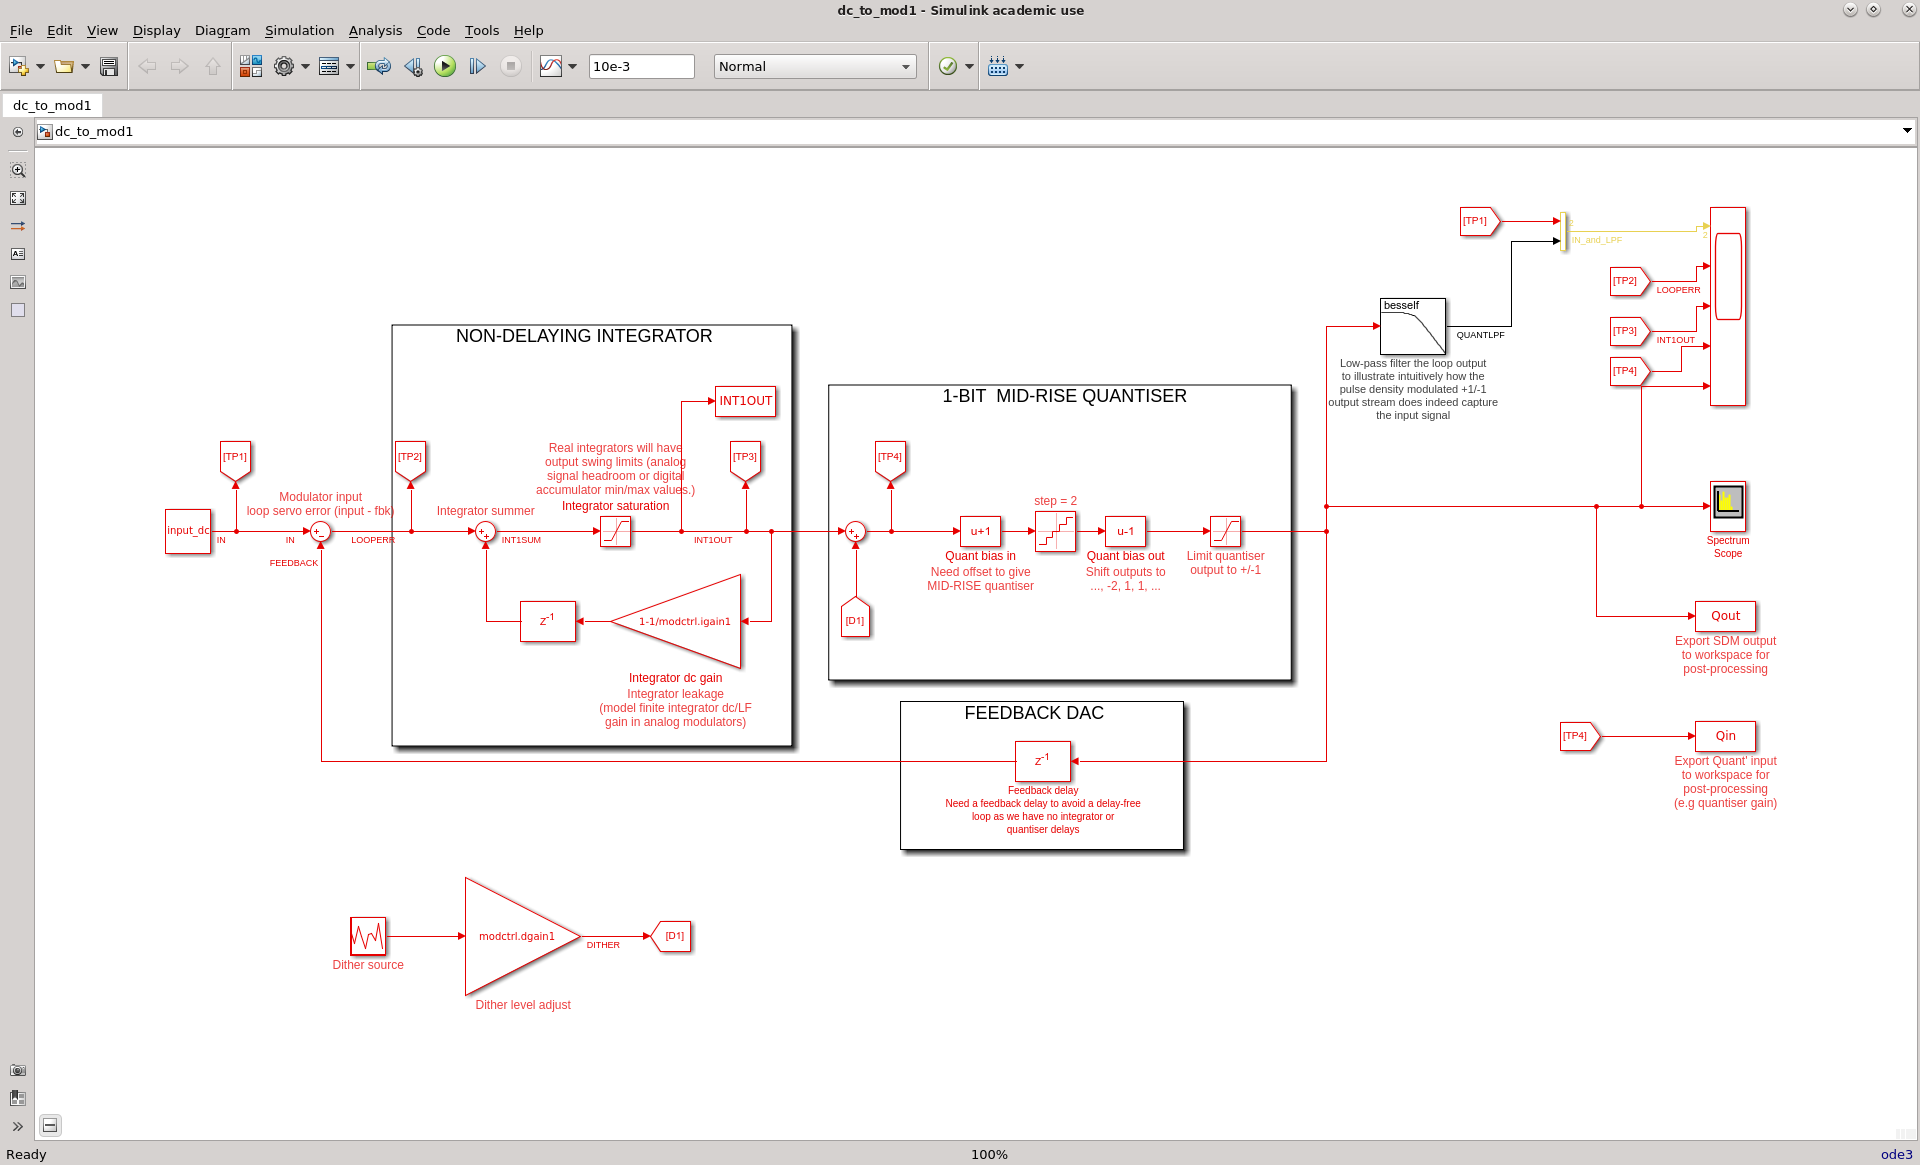 dc_to_mod1 - Simulink academic use
File Edit View Display Diagram Simulation Analysis Code Tools Help
10e-3
Normal
dc_to_mod1
dc_to_mod1
NON-DELAYING INTEGRATOR
INT1OUT
Real integrators will have
output swing limits (analog
signal headroom or digital
accumulator min/max values.)
Integrator saturation
[TP1]
[TP2]
[TP3]
Modulator input
loop servo error (input - fbk)
Integrator summer
input_dc
IN
IN
FEEDBACK
LOOPERR
INT1SUM
INT1OUT
z-1
1-1/modctrl.igain1
Integrator dc gain
Integrator leakage
(model finite integrator dc/LF
gain in analog modulators)
1-BIT  MID-RISE QUANTISER
[TP4]
[D1]
u+1
Quant bias in
Need offset to give
MID-RISE quantiser
step = 2
u-1
Quant bias out
Shift outputs to
..., -2, 1, 1, ...
Limit quantiser
output to +/-1
FEEDBACK DAC
z-1
Feedback delay
Need a feedback delay to avoid a delay-free
loop as we have no integrator or
quantiser delays
Dither source
modctrl.dgain1
Dither level adjust
DITHER
[D1]
[TP1]
2
IN_and_LPF
2
besself
QUANTLPF
Low-pass filter the loop output
to illustrate intuitively how the
pulse density modulated +1/-1
output stream does indeed capture
the input signal
[TP2]
LOOPERR
[TP3]
INT1OUT
[TP4]
Spectrum
Scope
Qout
Export SDM output
to workspace for
post-processing
[TP4]
Qin
Export Quant' input
to workspace for
post-processing
(e.g quantiser gain)
Ready
100%
ode3